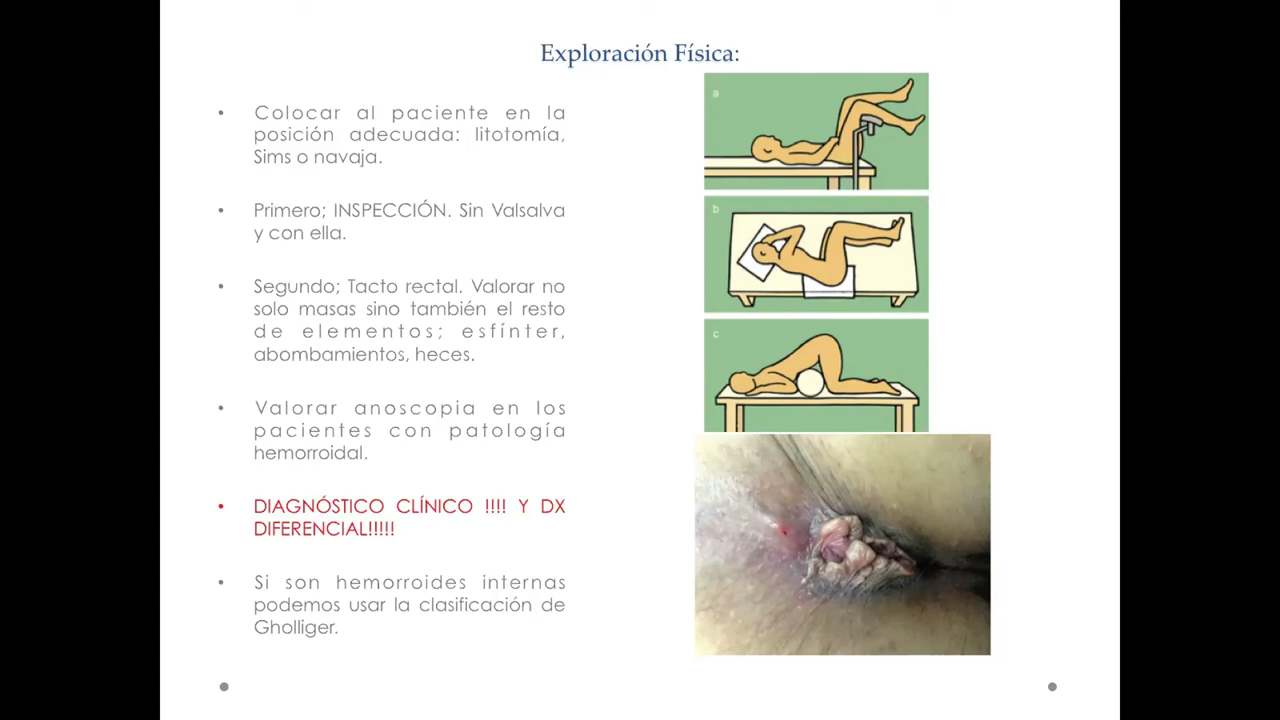 Exploración Física:
• Colocar al paciente en la
posición adecuada: litotomía,
Sims o navaja.
• Primero; INSPECCIÓN. Sin Valsalva
y con ella.
• Segundo; Tacto rectal. Valorar no
solo masas sino también el resto
de elementos; esfínter,
abombamientos, heces.
• Valorar anoscopia en los
pacientes con patología
hemorroidal.
• DIAGNÓSTICO CLÍNICO !!!! Y DX
DIFERENCIAL!!!!!
• Si son hemorroides internas
podemos usar la clasificación de
Gholliger.
a
b
c